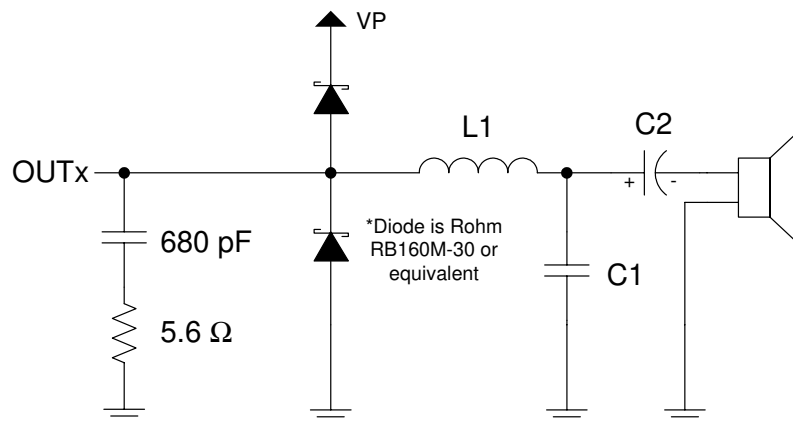 VP
L1
C2
OUTx
+ -
*Diode is Rohm
RB160M-30 or
equivalent
680 pF
C1
5.6 Ω